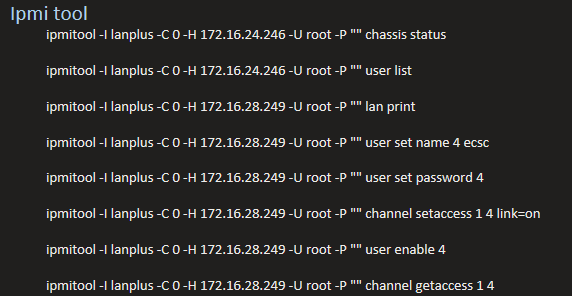 Ipmi tool
ipmitool -I lanplus -C 0 -H 172.16.24.246 -U root -P "" chassis status
ipmitool -I lanplus -C 0 -H 172.16.24.246 -U root -P "" user list
ipmitool -I lanplus -C 0 -H 172.16.28.249 -U root -P "" lan print
ipmitool -I lanplus -C 0 -H 172.16.28.249 -U root -P "" user set name 4 ecsc
ipmitool -I lanplus -C 0 -H 172.16.28.249 -U root -P "" user set password 4
ipmitool -I lanplus -C 0 -H 172.16.28.249 -U root -P "" channel setaccess 1 4 link=on
ipmitool -I lanplus -C 0 -H 172.16.28.249 -U root -P "" user enable 4
ipmitool -I lanplus -C 0 -H 172.16.28.249 -U root -P "" channel getaccess 1 4